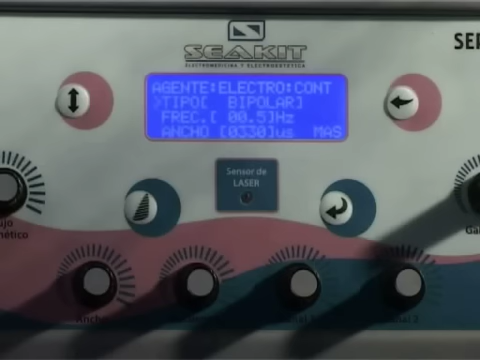 SEAKIT
ELECTROMEDICINA Y ELECTROESTETICA
SER
AGENTE:ELECTRO:CONT
>TIPO[ BIPOLAR]
FREC.[ 00.5]Hz
ANCHO [0330]us MAS
Sensor de
LASER